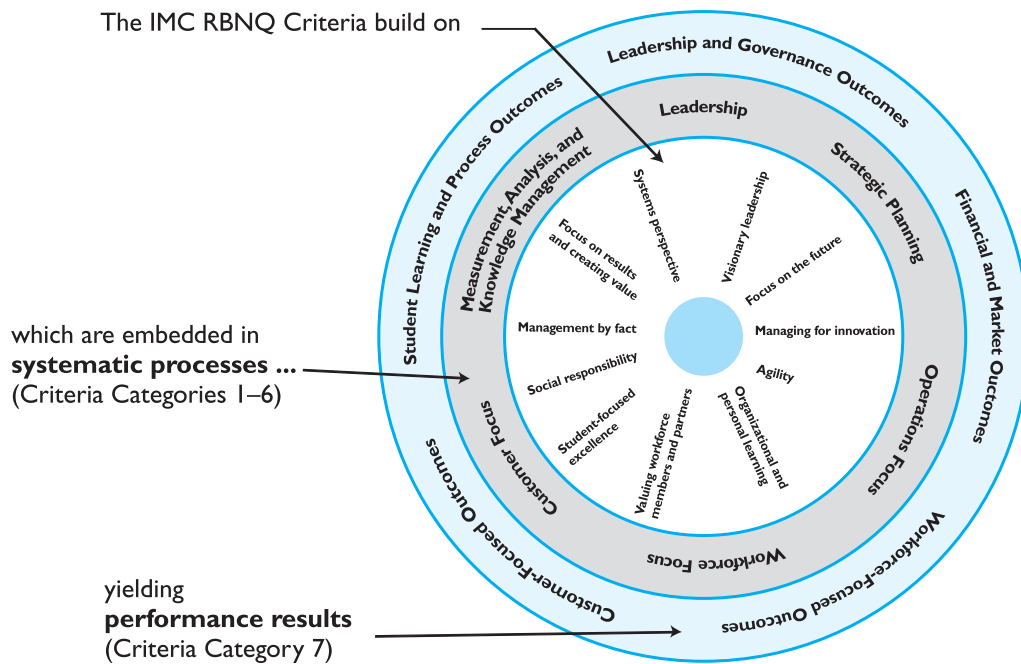 The IMC RBNQ Criteria build on
which are embedded in
systematic processes ...
(Criteria Categories 1–6)
yielding
performance results
(Criteria Category 7)
Leadership and Governance Outcomes
Financial and Market Outcomes
Workforce-Focused Outcomes
Customer-Focused Outcomes
Student Learning and Process Outcomes
Leadership
Strategic Planning
Operations Focus
Workforce Focus
Customer Focus
Measurement, Analysis, and
Knowledge Management
Systems perspective
Visionary leadership
Focus on the future
Managing for innovation
Agility
Organizational and
personal learning
Valuing workforce
members and partners
Student-focused
excellence
Social responsibility
Management by fact
Focus on results
and creating value